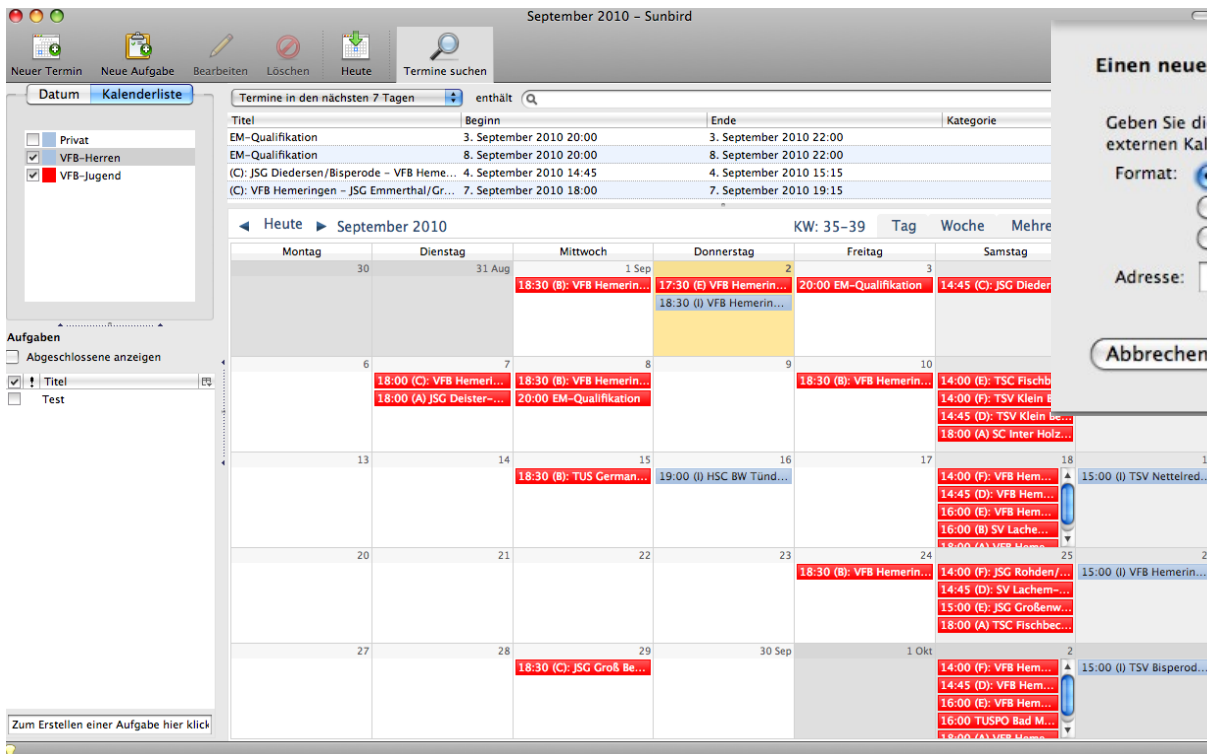 September 2010 – Sunbird
Neuer Termin Neue Aufgabe Bearbeiten Löschen Heute Termine suchen
Datum Kalenderliste
Privat
VFB-Herren
VFB-Jugend
Termine in den nächsten 7 Tagen enthält
Titel Beginn Ende Kategorie
EM-Qualifikation 3. September 2010 20:00 3. September 2010 22:00
EM-Qualifikation 8. September 2010 20:00 8. September 2010 22:00
(C): JSG Diedersen/Bisperode – VFB Heme... 4. September 2010 14:45 4. September 2010 15:15
(C): VFB Hemeringen – JSG Emmerthal/Gr... 7. September 2010 18:00 7. September 2010 19:15
Einen neue
Geben Sie di
externen Kal
Format:
Adresse:
Abbrechen
Heute September 2010 KW: 35–39 Tag Woche Mehre
Montag Dienstag Mittwoch Donnerstag Freitag Samstag
30 31 Aug 1 Sep 2 3
18:30 (B): VFB Hemerin... 17:30 (E) VFB Hemerin... 20:00 EM-Qualifikation 14:45 (C): JSG Dieder
18:30 (I) VFB Hemerin...
6 7 8 9 10
18:00 (C): VFB Hemeri... 18:30 (B): VFB Hemerin... 18:30 (B): VFB Hemerin... 14:00 (E): TSC Fischb
18:00 (A) JSG Deister-... 20:00 EM-Qualifikation 14:00 (F): TSV Klein B
14:45 (D): TSV Klein Be...
18:00 (A) SC Inter Holz...
13 14 15 16 17 18 1
18:30 (B): TUS German... 19:00 (I) HSC BW Tünd... 14:00 (F): VFB Hem... 15:00 (I) TSV Nettelred...
14:45 (D): VFB Hem...
16:00 (E): VFB Hem...
16:00 (B) SV Lache...
18:00 (A) VFB Heme...
20 21 22 23 24 25 2
18:30 (B): VFB Hemerin... 14:00 (F): JSG Rohden/... 15:00 (I) VFB Hemerin...
14:45 (D): SV Lachem-...
15:00 (E): JSG Großenw...
18:00 (A) TSC Fischbec...
27 28 29 30 Sep 1 Okt 2
18:30 (C): JSG Groß Be... 14:00 (F): VFB Hem... 15:00 (I) TSV Bisperod...
14:45 (D): VFB Hem...
16:00 (E): VFB Hem...
16:00 TUSPO Bad M...
18:00 (A) VFB Heme...
Aufgaben
Abgeschlossene anzeigen
! Titel
Test
Zum Erstellen einer Aufgabe hier klick